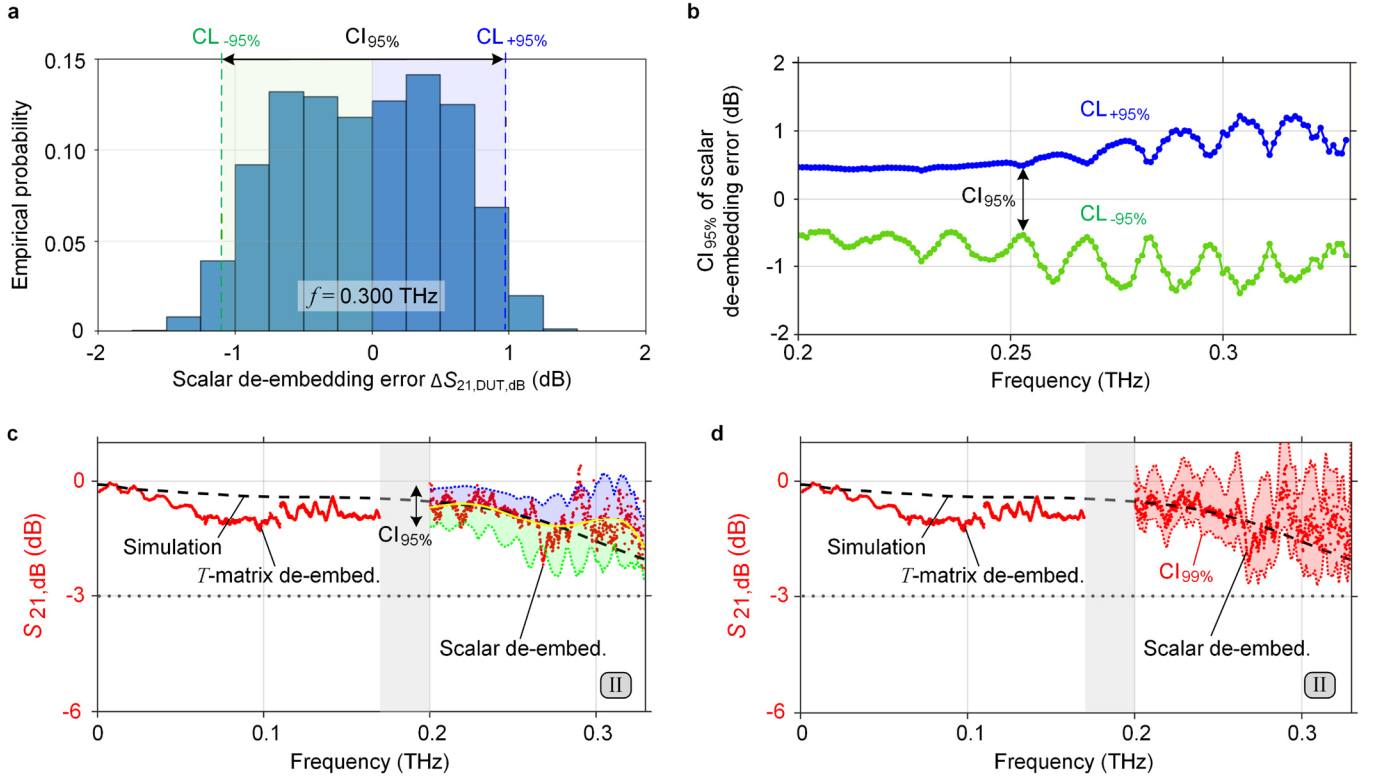 a
CL-95%
CI95%
CL+95%
0.15
0.10
0.05
0
Empirical probability
f = 0.300 THz
-2
-1
0
1
2
Scalar de-embedding error ΔS21,DUT,dB (dB)
b
2
1
0
-1
-2
CI95% of scalar
de-embedding error (dB)
CL+95%
CI95%
CL-95%
0.2
0.25
0.3
Frequency (THz)
c
0
-3
-6
S21,dB (dB)
Simulation
T-matrix de-embed.
CI95%
Scalar de-embed.
II
0
0.1
0.2
0.3
Frequency (THz)
d
0
-3
-6
S21,dB (dB)
Simulation
T-matrix de-embed.
CI99%
Scalar de-embed.
II
0
0.1
0.2
0.3
Frequency (THz)